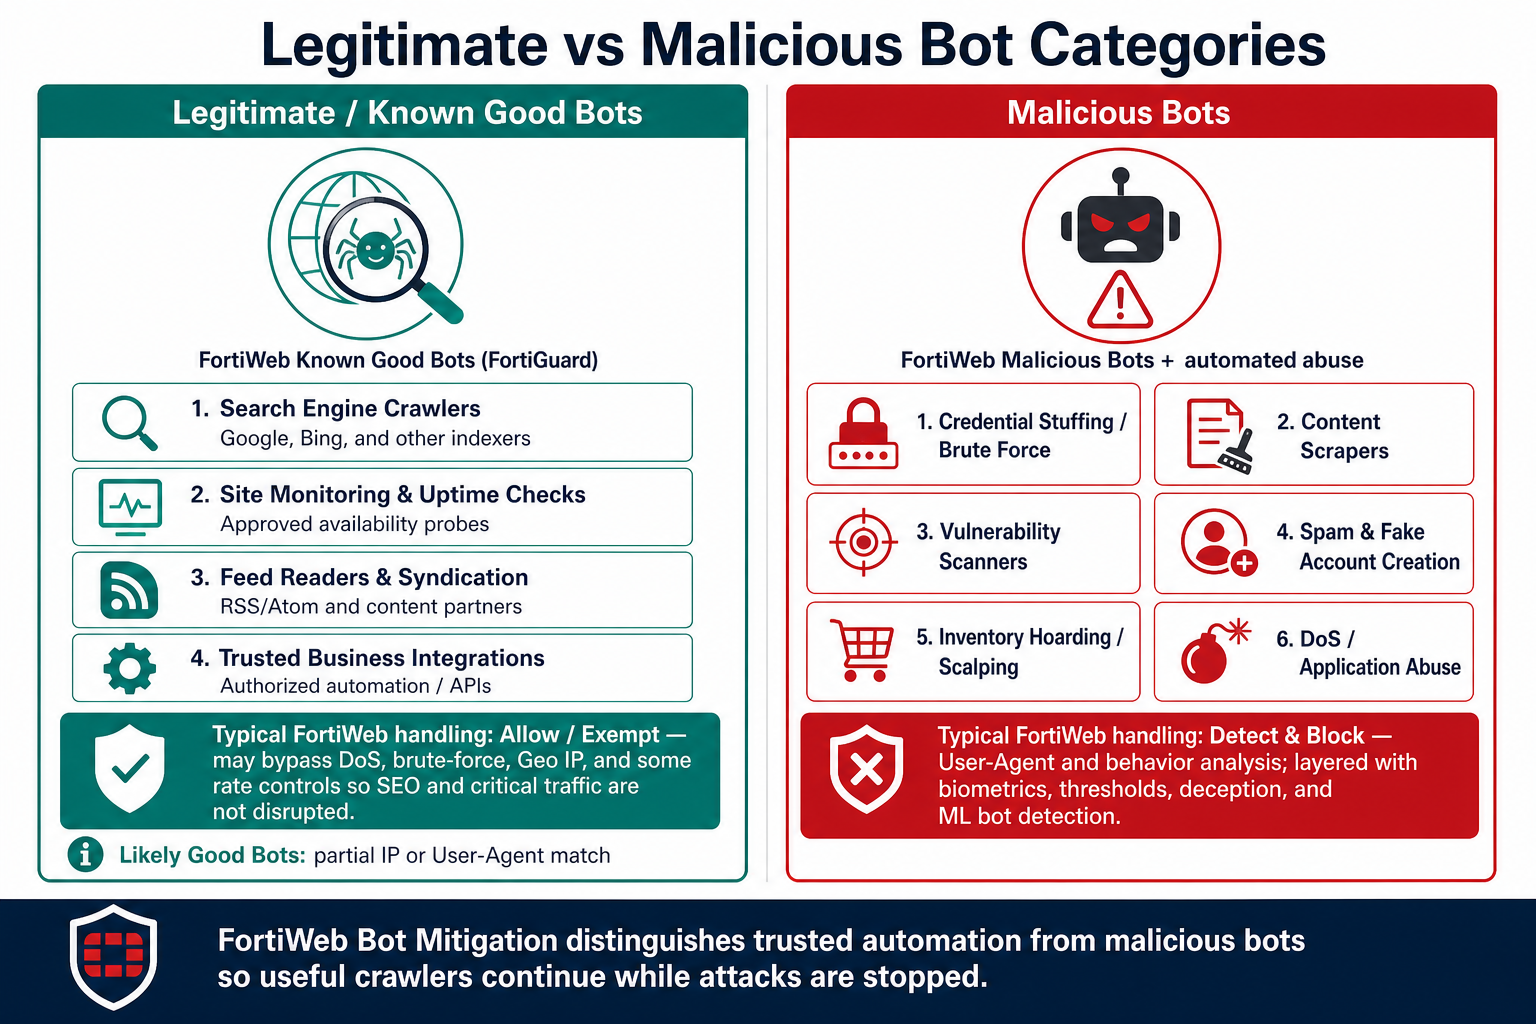 Legitimate vs Malicious Bot Categories
Legitimate / Known Good Bots
FortiWeb Known Good Bots (FortiGuard)
1. Search Engine Crawlers
Google, Bing, and other indexers
2. Site Monitoring & Uptime Checks
Approved availability probes
3. Feed Readers & Syndication
RSS/Atom and content partners
4. Trusted Business Integrations
Authorized automation / APIs
Typical FortiWeb handling: Allow / Exempt —
may bypass DoS, brute-force, Geo IP, and some
rate controls so SEO and critical traffic are
not disrupted.
Likely Good Bots: partial IP or User-Agent match
Malicious Bots
FortiWeb Malicious Bots + automated abuse
1. Credential Stuffing /
Brute Force
2. Content
Scrapers
3. Vulnerability
Scanners
4. Spam & Fake
Account Creation
5. Inventory Hoarding /
Scalping
6. DoS /
Application Abuse
Typical FortiWeb handling: Detect & Block —
User-Agent and behavior analysis; layered with
biometrics, thresholds, deception, and
ML bot detection.
FortiWeb Bot Mitigation distinguishes trusted automation from malicious bots
so useful crawlers continue while attacks are stopped.